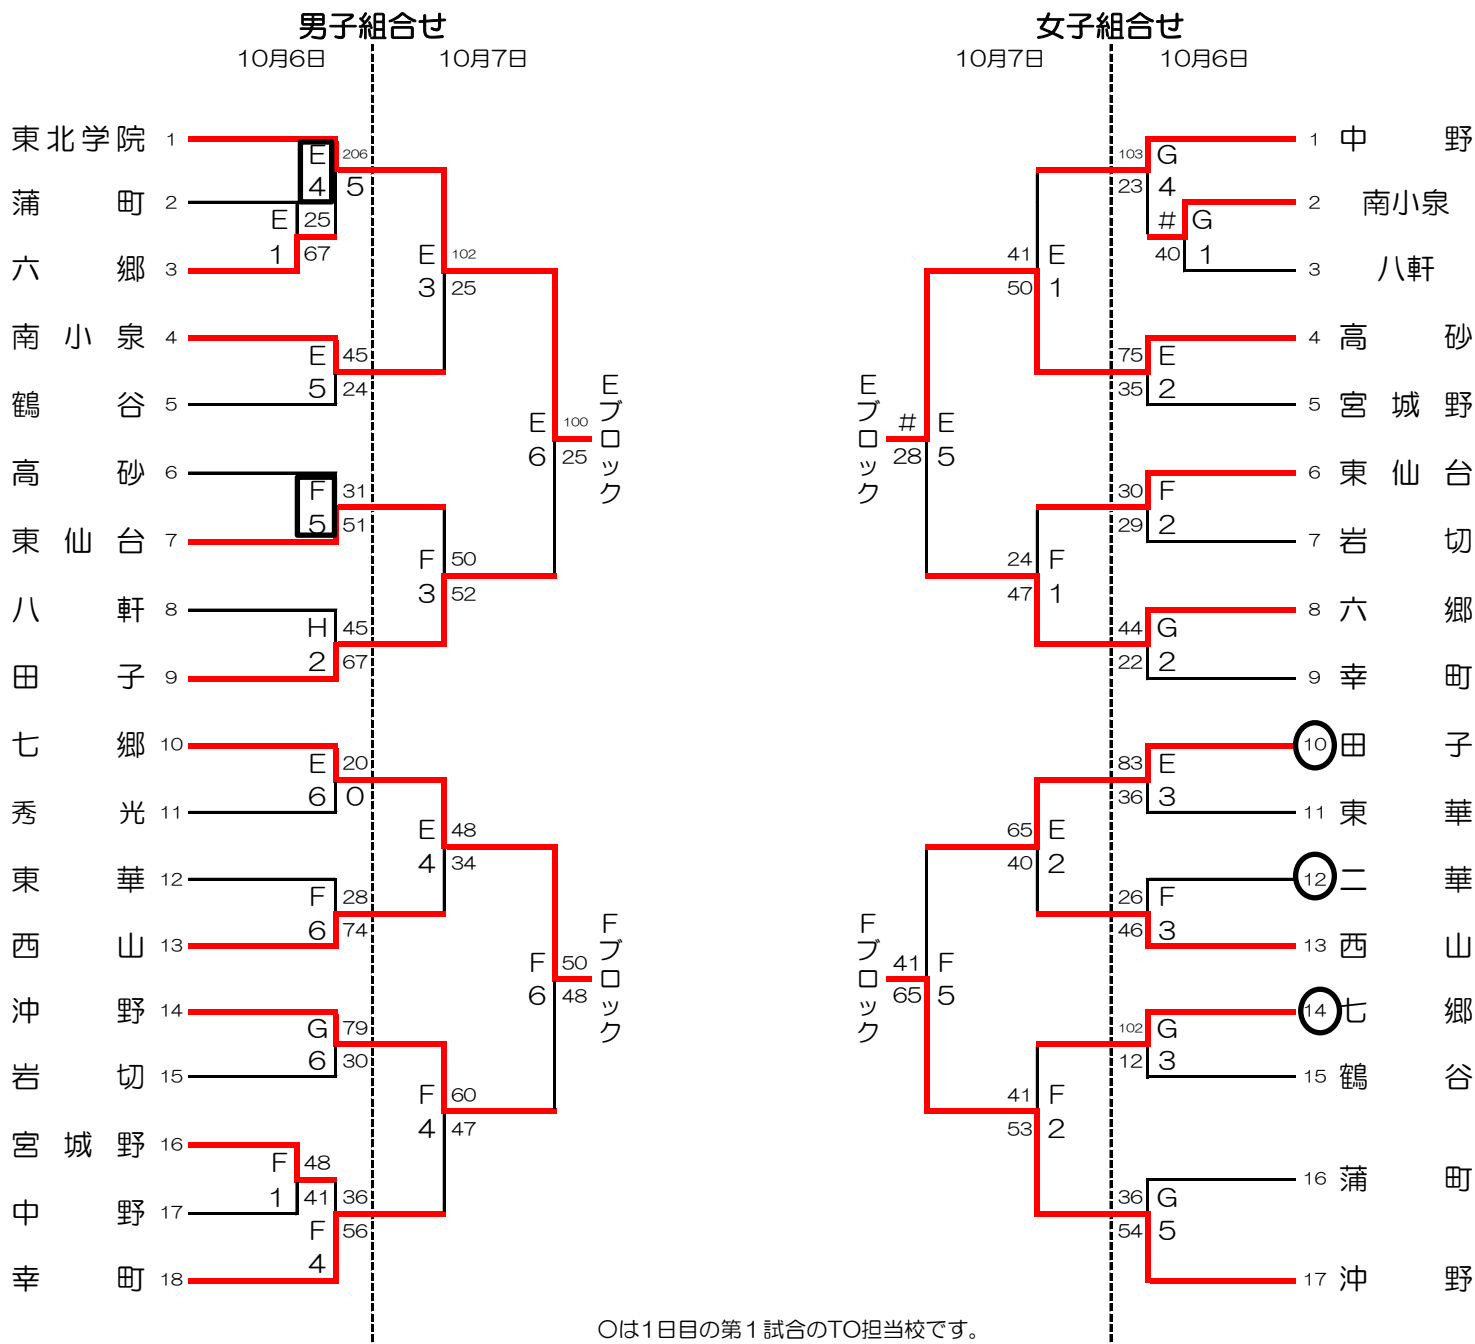 男子組合せ
10月6日 10月7日
東北学院 1
E 4
206
5
蒲町 2
E 1
25
67
六郷 3
E 3
102
25
南小泉 4
E 5
45
24
鶴谷 5
E 6
100
25
Eブロック
高砂 6
F 5
31
51
東仙台 7
F 3
50
52
八軒 8
H 2
45
67
田子 9
七郷 10
E 6
20
0
秀光 11
E 4
48
34
東華 12
F 6
28
74
西山 13
F 6
50
48
Fブロック
沖野 14
G 6
79
30
岩切 15
F 4
60
47
宮城野 16
F 1
48
41
中野 17
F 4
36
56
幸町 18
女子組合せ
10月7日 10月6日
1 中野
103
23
G 4
2 南小泉
#
40
G 1
3 八軒
41
50
E 1
4 高砂
75
35
E 2
5 宮城野
Eブロック
#
28
E 5
6 東仙台
30
29
F 2
7 岩切
24
47
F 1
8 六郷
44
22
G 2
9 幸町
10 田子
83
36
E 3
11 東華
65
40
E 2
12 二華
26
46
F 3
13 西山
Fブロック
41
65
F 5
14 七郷
102
12
G 3
15 鶴谷
41
53
F 2
16 蒲町
36
54
G 5
17 沖野
〇は1日目の第1試合のTO担当校です。